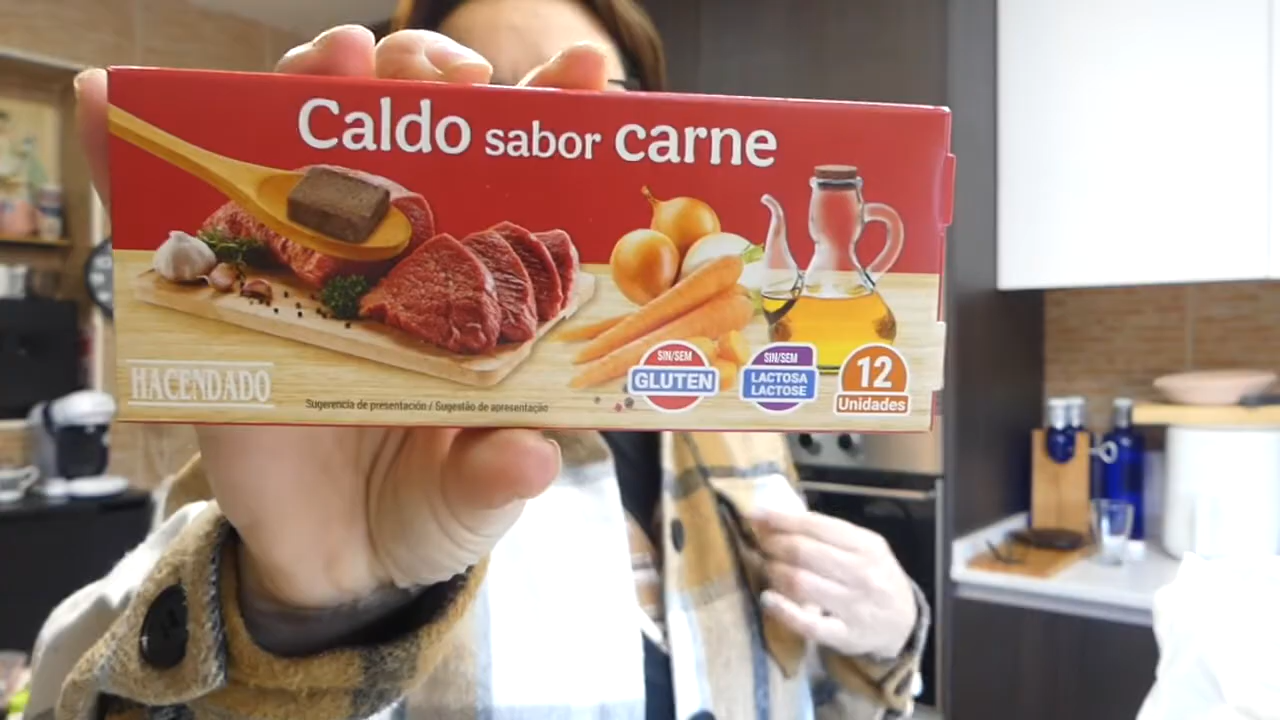 Caldo sabor carne
HACENDADO
Sugerencia de presentación / Sugestão de apresentação
SIN/SEM
GLUTEN
SIN/SEM
LACTOSA
LACTOSE
12
Unidades